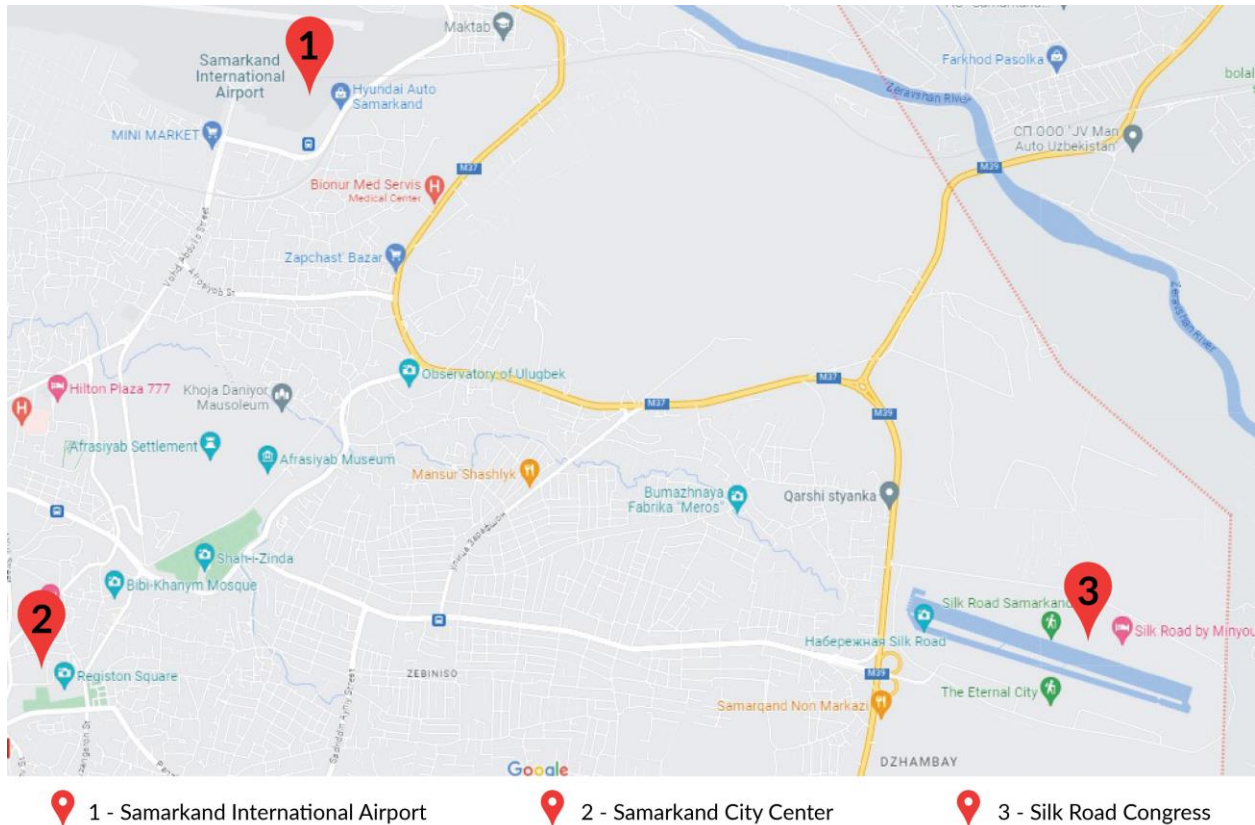 1
Samarkand
International
Airport
Maktab
Hyundai Auto
Samarkand
MINI MARKET
M37
Bionur Med Servis
Medical Center
Zapchast' Bazar
Vohid Abdullo Street
Afrosiyob St
Farkhod Pasolka
Zeravshan River
СП ООО "JV Man
Auto Uzbekistan"
M39
Zeravshan River
Hilton Plaza 777
Khoja Daniyor
Mausoleum
Observatory of Ulugbek
M37
M37
M39
Afrasiyab Settlement
Afrasiyab Museum
Mansur Shashlyk
Bumazhnaya
Fabrika "Meros"
Qarshi styanka
Shah-i-Zinda
Bibi-Khanym Mosque
2
Registon Square
ZEBINISO
Sadriddin Ayniy Street
3
Silk Road Samarkand
Silk Road by Minyou
Набережная Silk Road
M39
The Eternal City
Samarqand Non Markazi
DZHAMBAY
Google
1 - Samarkand International Airport
2 - Samarkand City Center
3 - Silk Road Congress